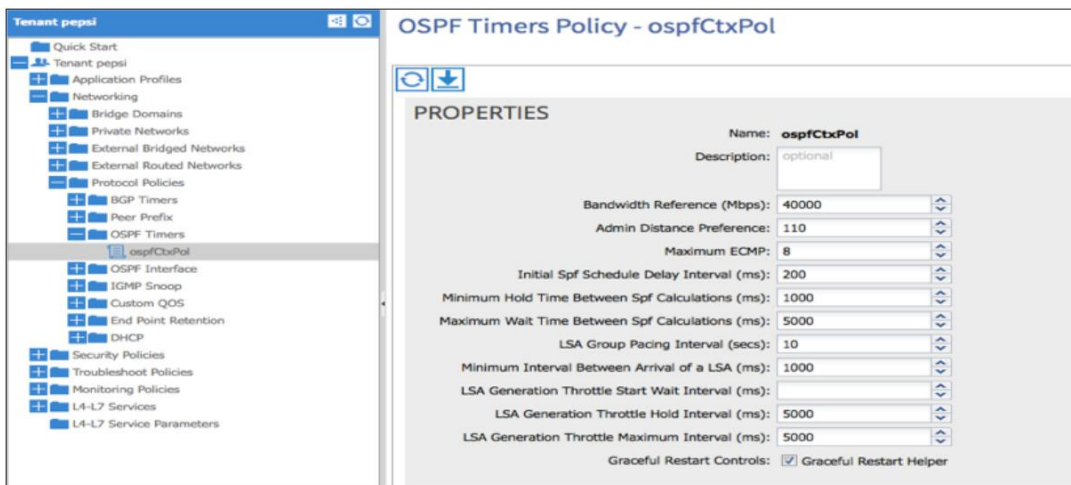 Tenant pepsi
Quick Start
Tenant pepsi
Application Profiles
Networking
Bridge Domains
Private Networks
External Bridged Networks
External Routed Networks
Protocol Policies
BGP Timers
Peer Prefix
OSPF Timers
ospfCtxPol
OSPF Interface
IGMP Snoop
Custom QOS
End Point Retention
DHCP
Security Policies
Troubleshoot Policies
Monitoring Policies
L4-L7 Services
L4-L7 Service Parameters
OSPF Timers Policy - ospfCtxPol
PROPERTIES
Name: ospfCtxPol
Description: optional
Bandwidth Reference (Mbps): 40000
Admin Distance Preference: 110
Maximum ECMP: 8
Initial Spf Schedule Delay Interval (ms): 200
Minimum Hold Time Between Spf Calculations (ms): 1000
Maximum Wait Time Between Spf Calculations (ms): 5000
LSA Group Pacing Interval (secs): 10
Minimum Interval Between Arrival of a LSA (ms): 1000
LSA Generation Throttle Start Wait Interval (ms):
LSA Generation Throttle Hold Interval (ms): 5000
LSA Generation Throttle Maximum Interval (ms): 5000
Graceful Restart Controls: Graceful Restart Helper